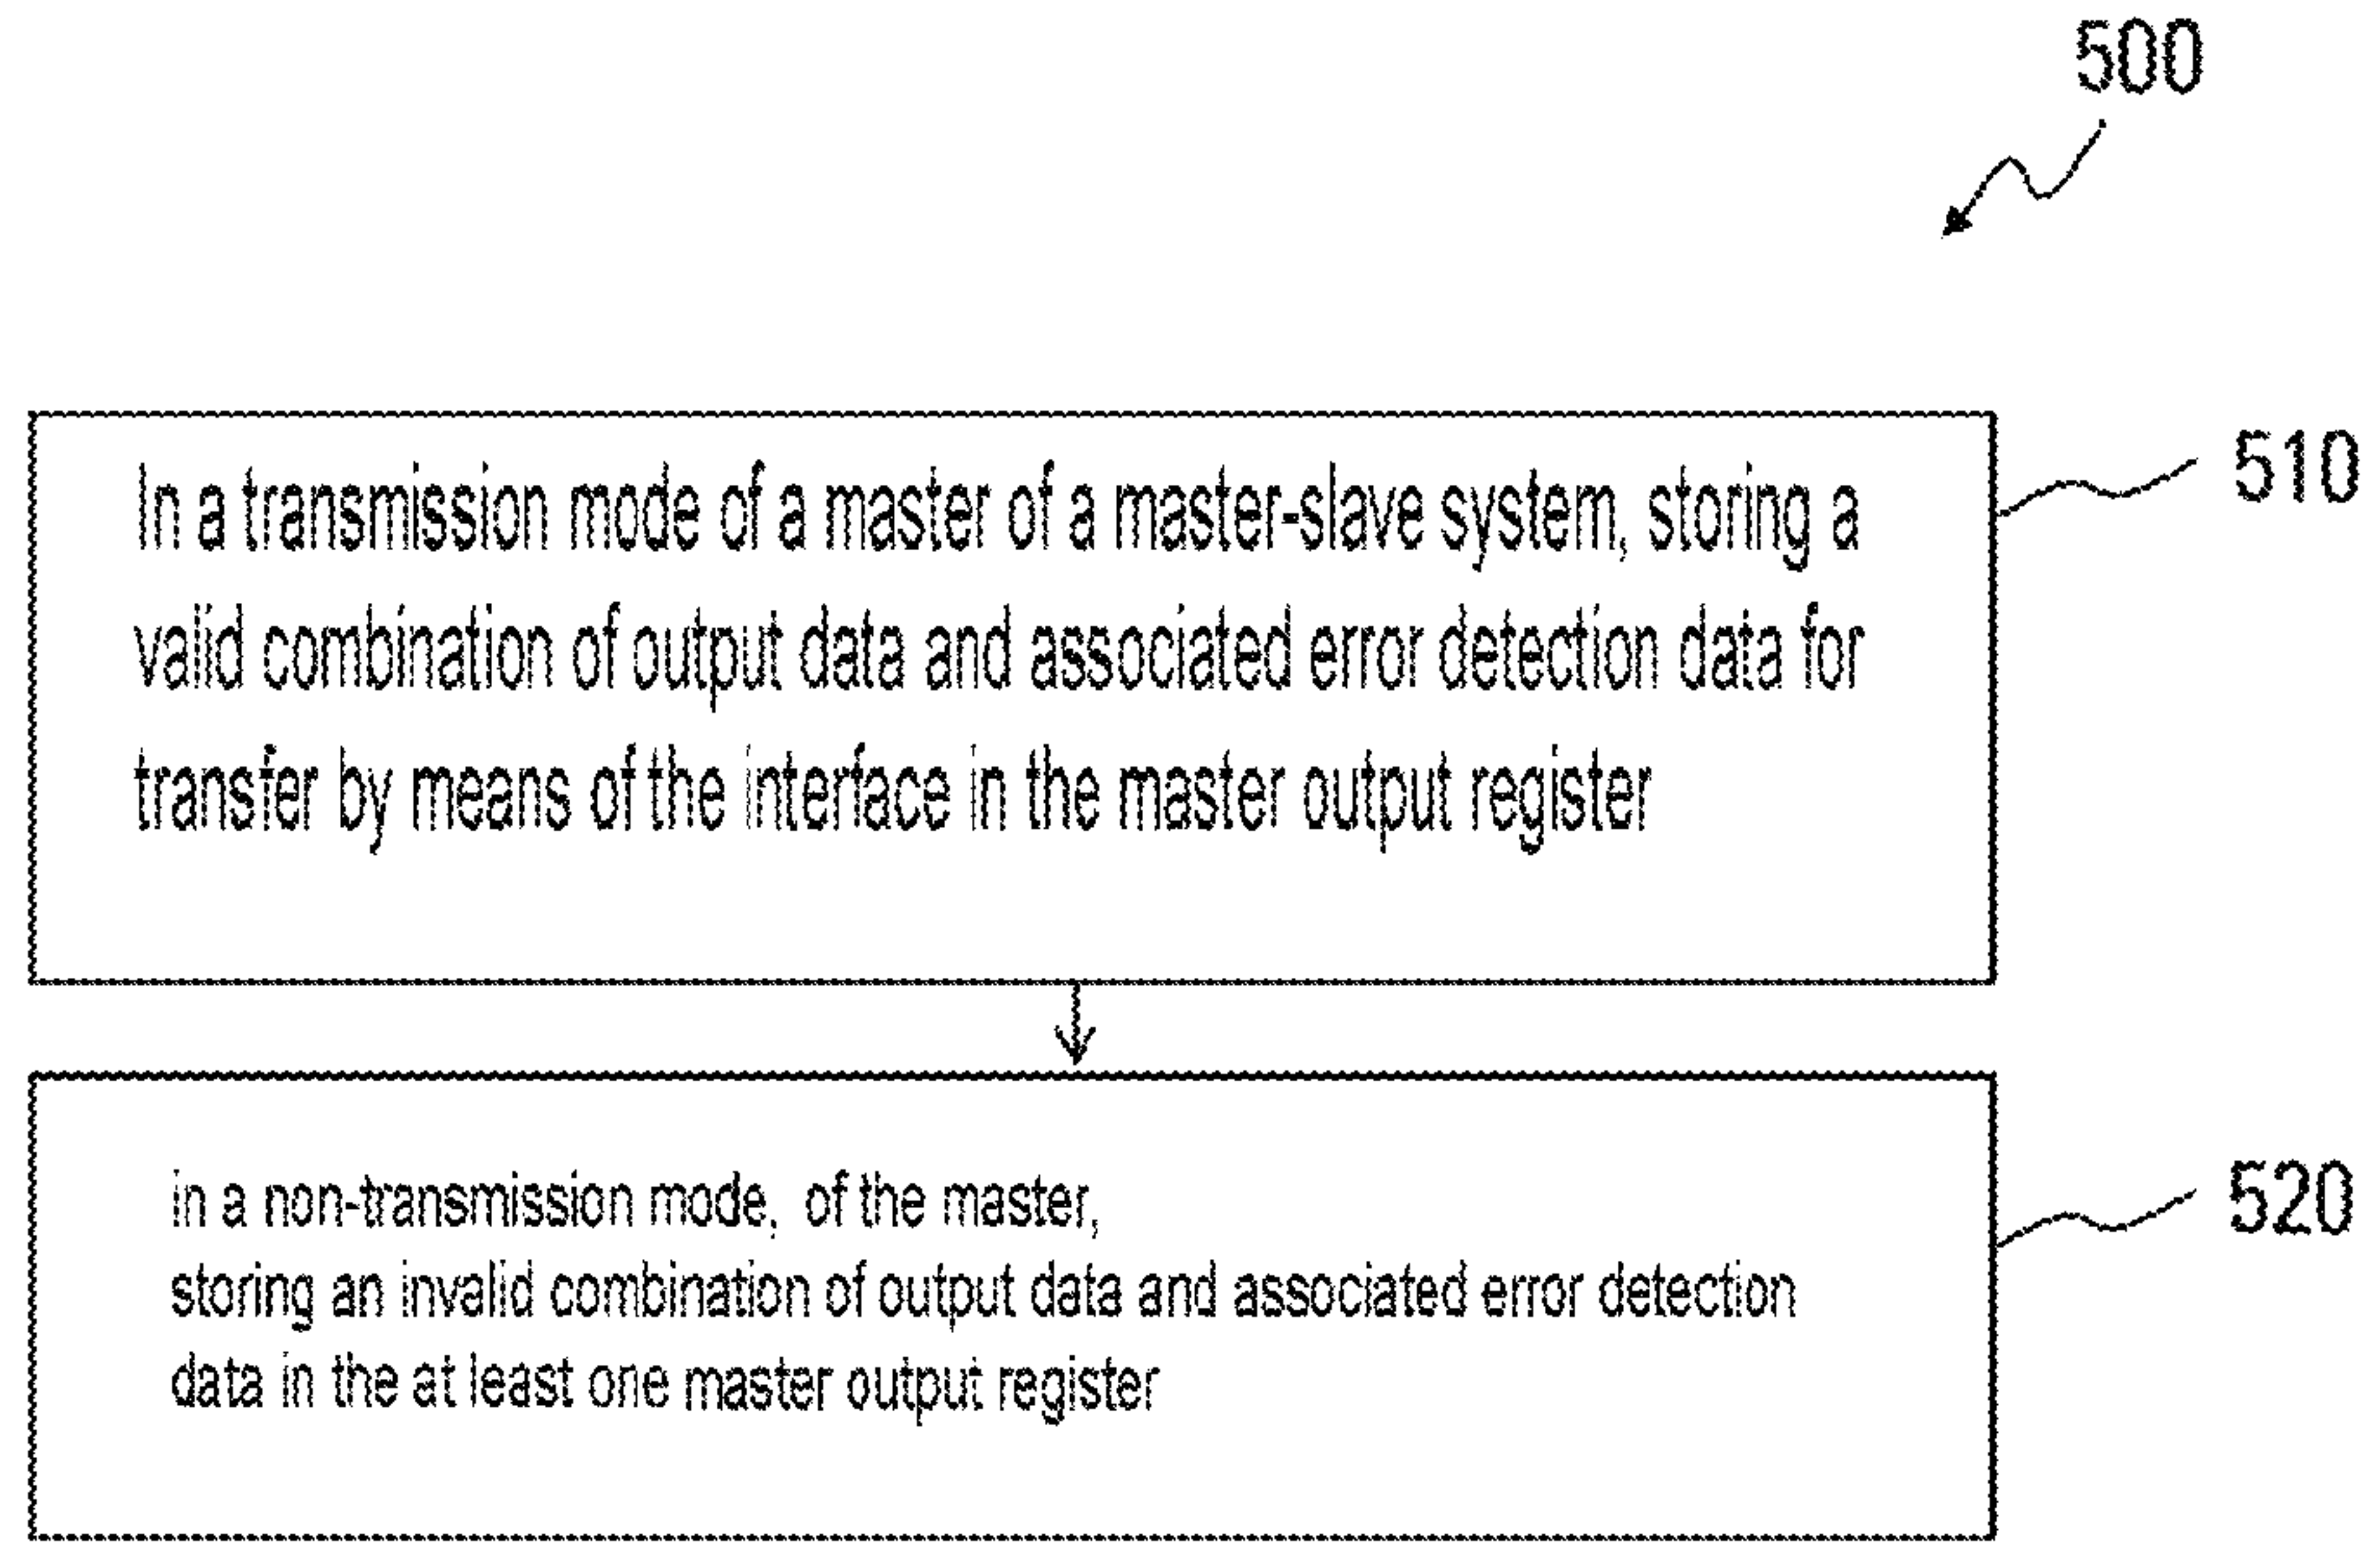 500
In a transmission mode of a master of a master-slave system, storing a
valid combination of output data and associated error detection data for
transfer by means of the interface in the master output register
510
in a non-transmission mode, of the master,
storing an invalid combination of output data and associated error detection
data in the at least one master output register
520